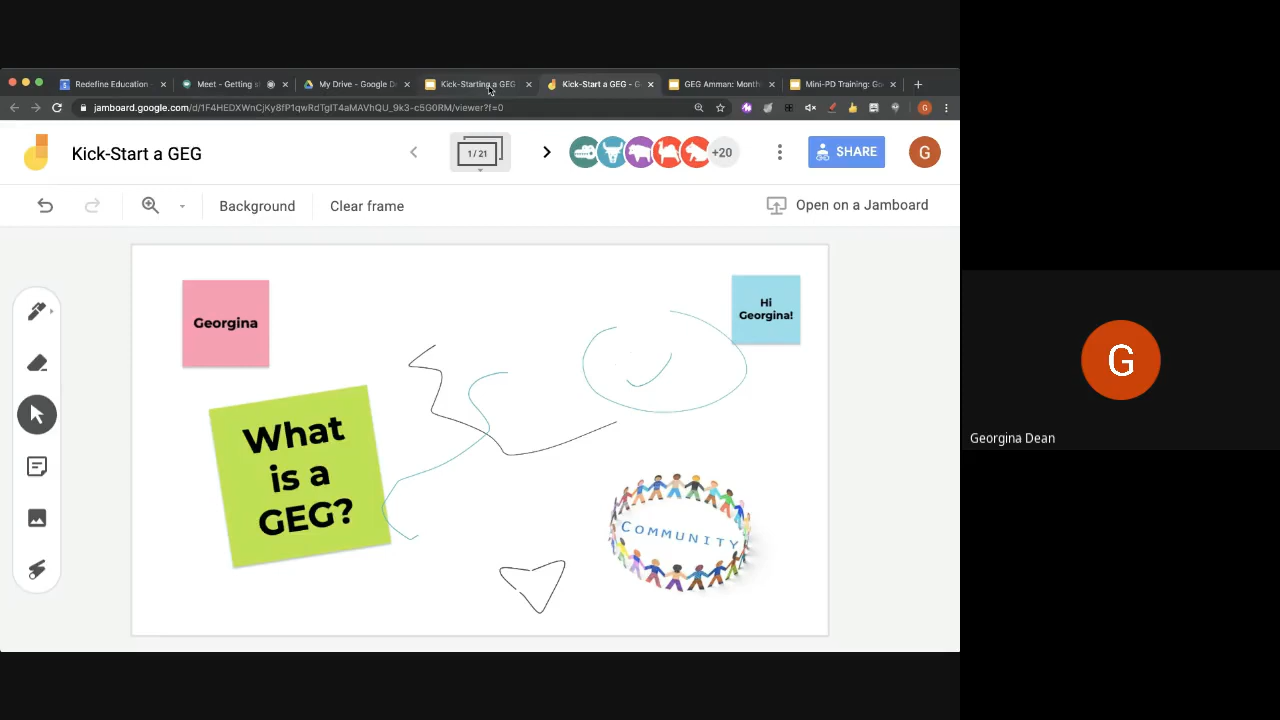 Redefine Education
Meet - Getting s
My Drive - Google D
Kick-Starting a GEG
Kick-Start a GEG - G
GEG Amman: Month
Mini-PD Training: Go
jamboard.google.com/d/1F4HEDXWnCjKy8fP1qwRdTgIT4aMAVhQU_9k3-c5G0RM/viewer?f=0
G
Kick-Start a GEG
1 / 21
+20
SHARE
G
Background
Clear frame
Open on a Jamboard
Georgina
Hi
Georgina!
What
is a
GEG?
COMMUNITY
G
Georgina Dean